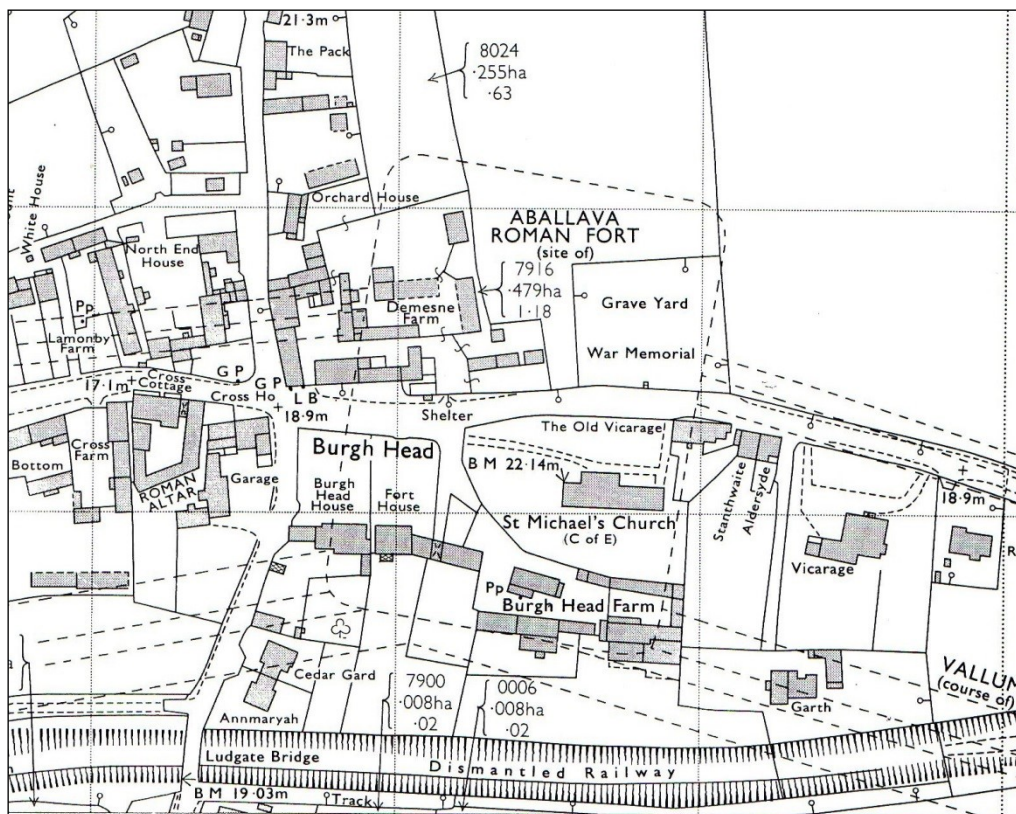 21·3m
The Pack
8024
·255ha
·63
White House
Orchard House
ABALLAVA
ROMAN FORT
(site of)
North End
House
7916
·479ha
1·18
Grave Yard
Pp
Lamonby
Farm
Demesne
Farm
War Memorial
17·1m
Cross
Cottage
G P
G P
L B
Cross Ho
18·9m
Shelter
The Old Vicarage
Bottom
Cross
Farm
ROMAN
ALTAR
Garage
Burgh Head
B M 22·14m
Burgh
Head
House
Fort
House
St Michael's Church
(C of E)
Stanthwaite
Aldersyde
18·9m
Vicarage
R
Pp
Burgh Head Farm
Cedar Gard
Annmaryah
7900
·008ha
·02
0006
·008ha
·02
Garth
VALLUM
(course of)
Ludgate Bridge
Dismantled Railway
B M 19·03m
Track